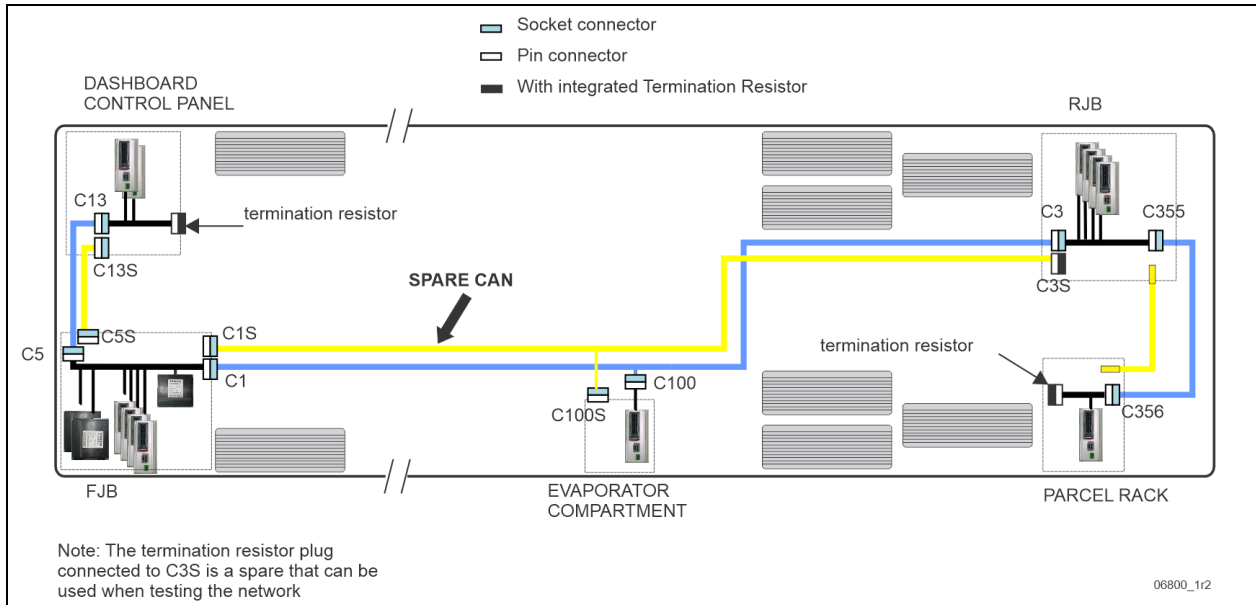 Socket connector
Pin connector
With integrated Termination Resistor
DASHBOARD
CONTROL PANEL
RJB
C13
termination resistor
C3
C355
C13S
C3S
SPARE CAN
C5S
C1S
C5
C1
termination resistor
C100
C100S
C356
FJB
EVAPORATOR
COMPARTMENT
PARCEL RACK
Note: The termination resistor plug
connected to C3S is a spare that can be
used when testing the network
06800_1r2